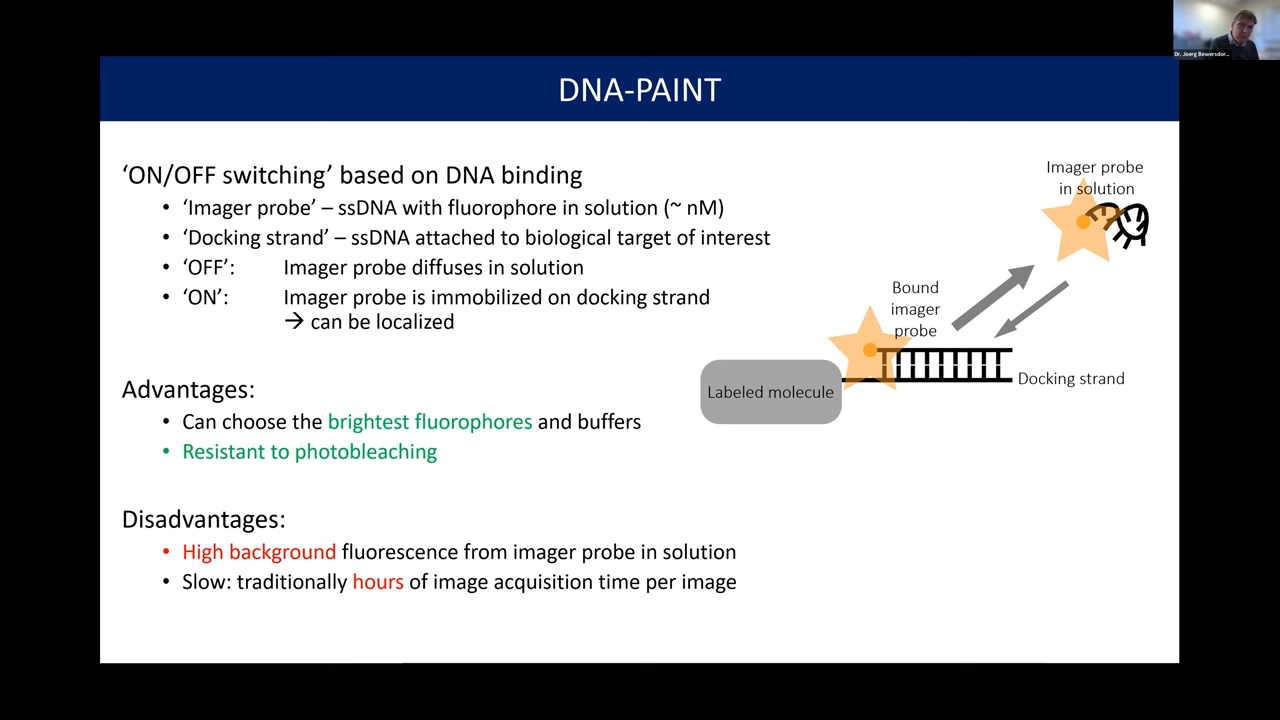 Dr. Joerg Bewersdor...
DNA-PAINT
‘ON/OFF switching’ based on DNA binding
• ‘Imager probe’ – ssDNA with fluorophore in solution (~ nM)
• ‘Docking strand’ – ssDNA attached to biological target of interest
• ‘OFF’: Imager probe diffuses in solution
• ‘ON’: Imager probe is immobilized on docking strand
→ can be localized
Advantages:
• Can choose the brightest fluorophores and buffers
• Resistant to photobleaching
Disadvantages:
• High background fluorescence from imager probe in solution
• Slow: traditionally hours of image acquisition time per image
Imager probe
in solution
Bound
imager
probe
Labeled molecule
Docking strand